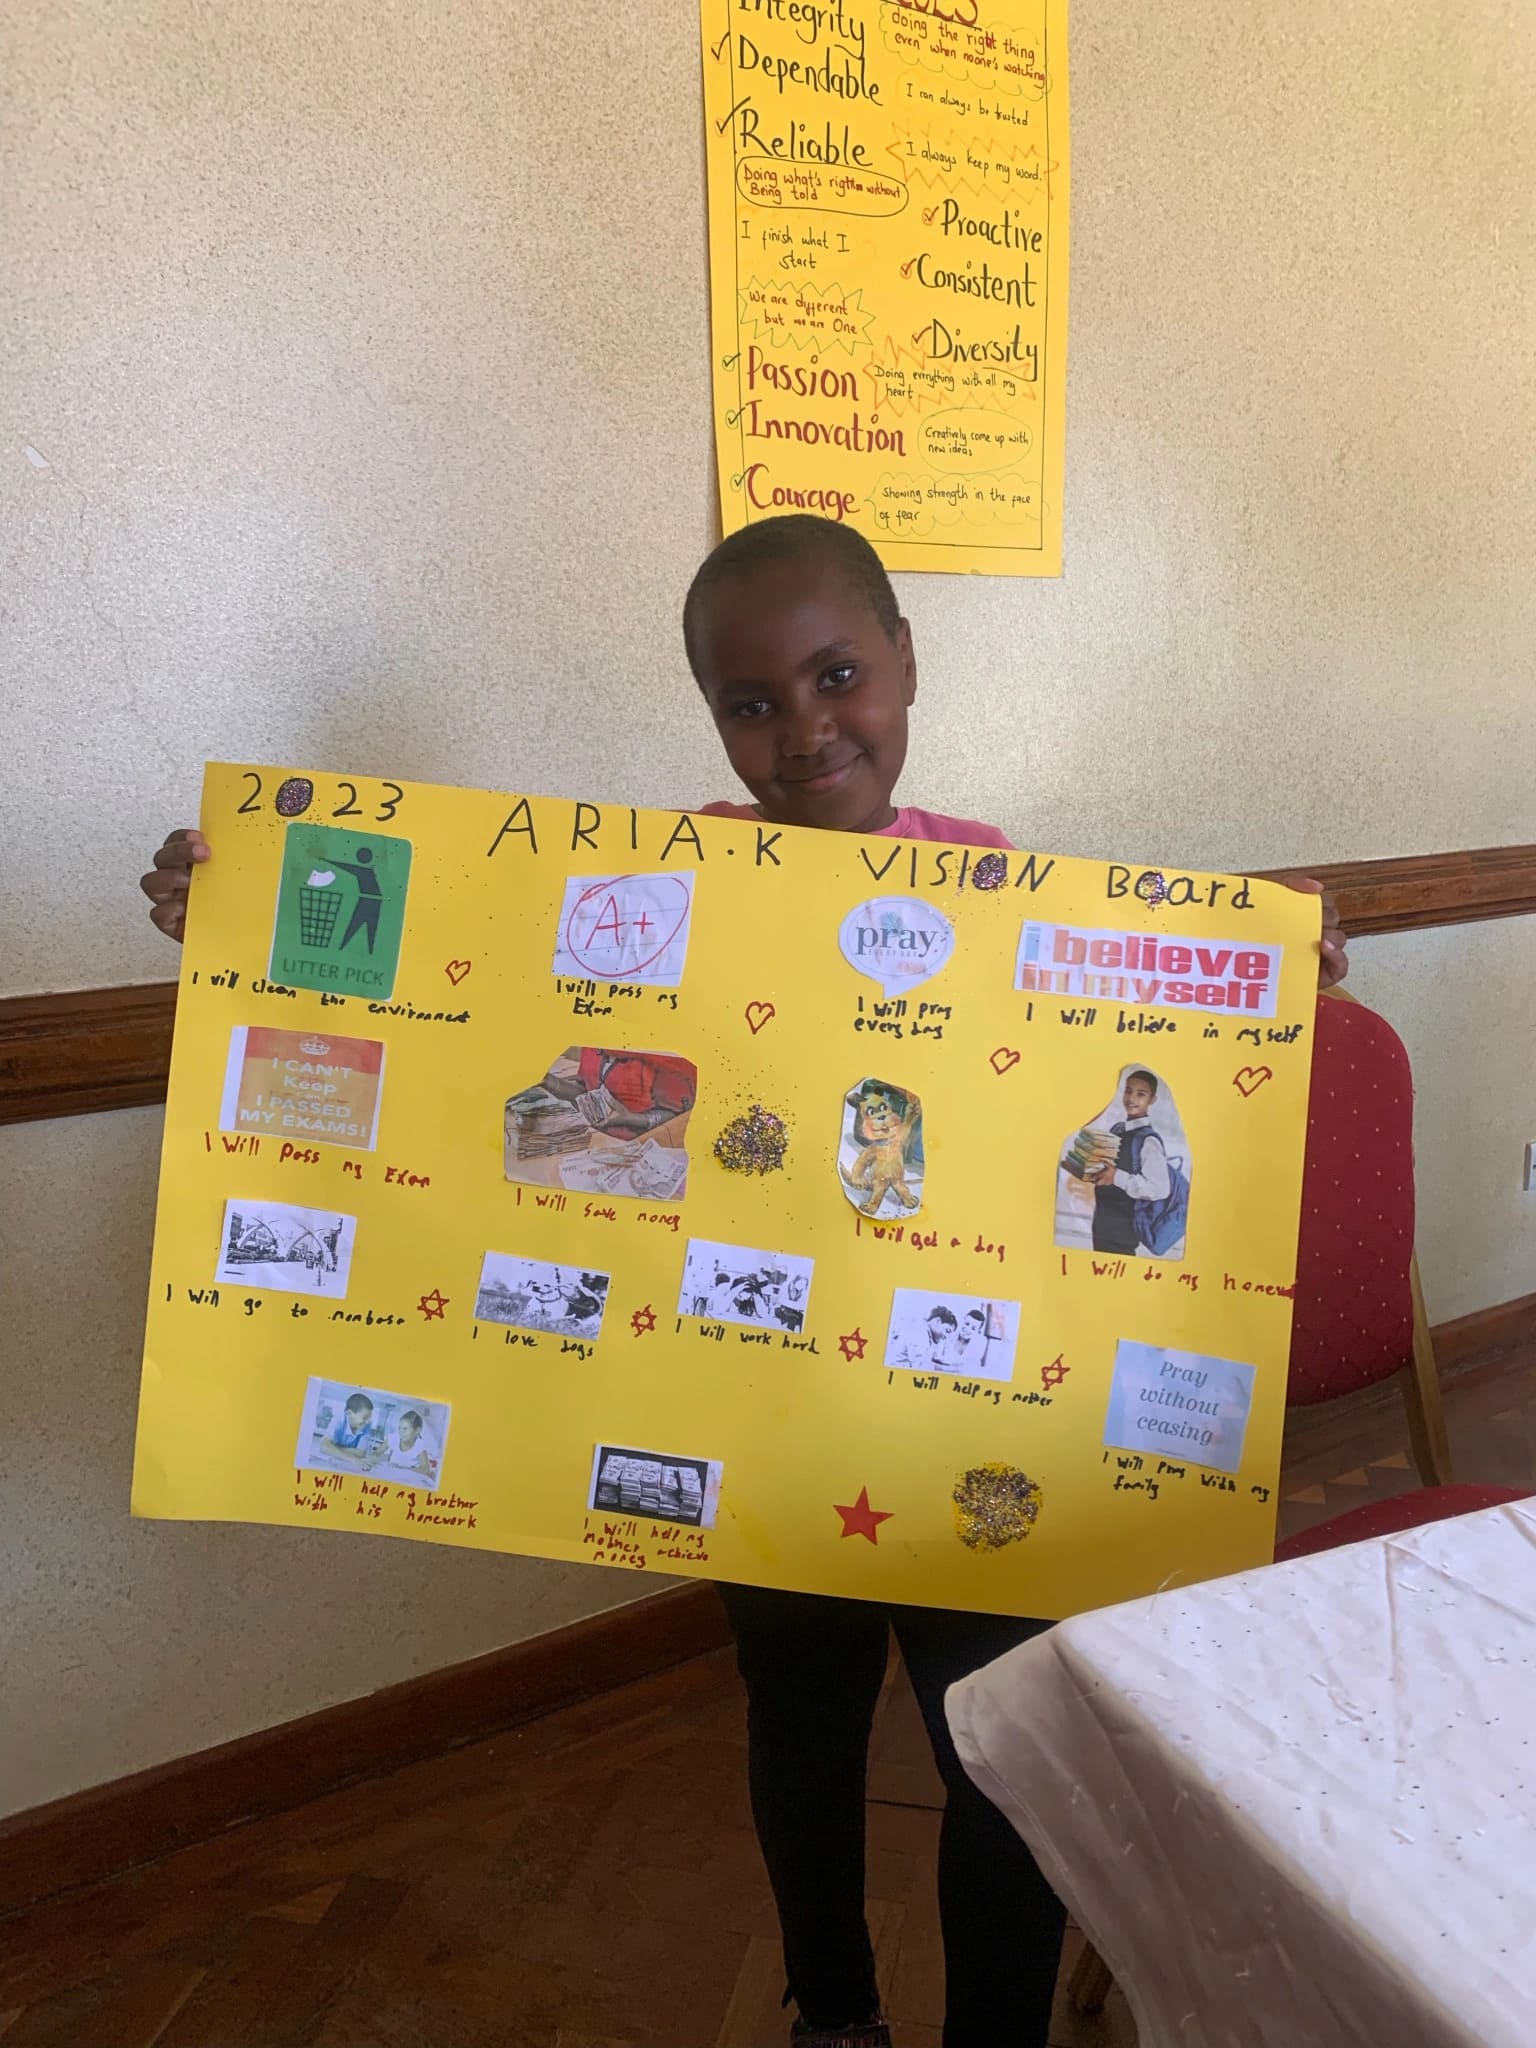 Integrity
doing the right thing
even when noone's watching
Dependable
I can always be trusted
Reliable
I always keep my word.
Doing what's right without
Being told
Proactive
I finish what I
start
Consistent
We are different
but we are One
Diversity
Passion
Doing everything with all my
heart
Innovation
Creatively come up with
new ideas
Courage
Showing strength in the face
of fear
2023 ARIA.K VISION Board
LITTER PICK
I will clean the environment
A+
I will pass my
Exam
pray
EVERY DAY
I will pray
every day
i believe
in myself
I will believe in my self
I CAN'T
Keep
I PASSED
MY EXAMS!
I will pass my Exam
I will save money
I will get a dog
I will do my
I will go to mombasa
I love dogs
I will work hard
I will help my mother
Pray
without
ceasing
I will pray with my
family
I will help my brother
with his homework
I will help my
mother achieve
money